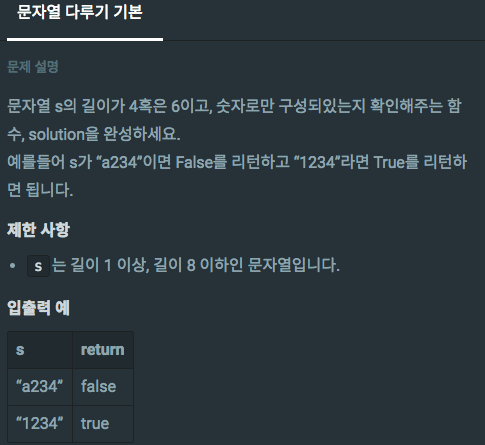 문자열 다루기 기본
문제 설명
문자열 s의 길이가 4혹은 6이고, 숫자로만 구성되있는지 확인해주는 함
수, solution을 완성하세요.
예를들어 s가 “a234”이면 False를 리턴하고 “1234”라면 True를 리턴하
면 됩니다.
제한 사항
• s 는 길이 1 이상, 길이 8 이하인 문자열입니다.
입출력 예
s return
“a234” false
“1234” true